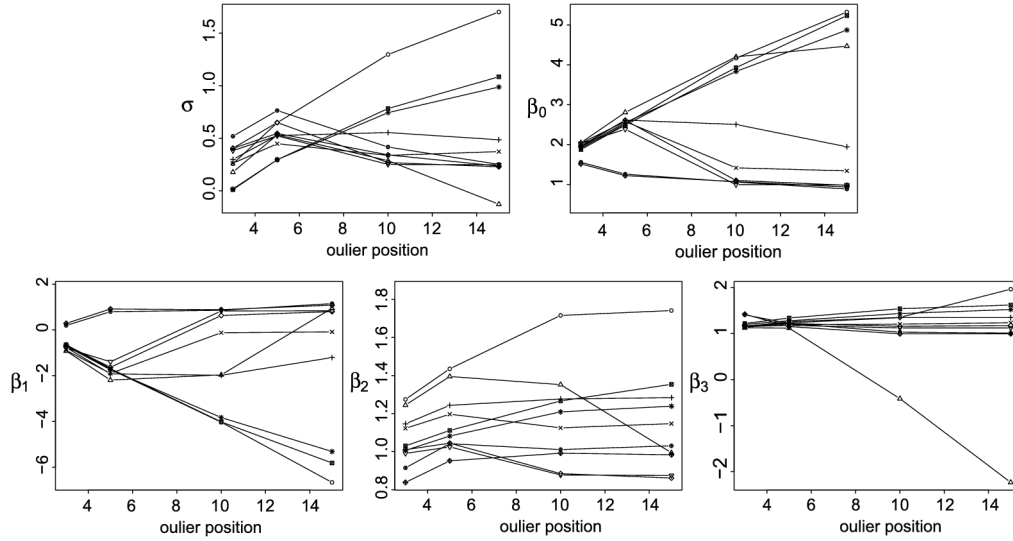 σ
0.0 0.5 1.0 1.5
4 6 8 10 12 14
oulier position
β0
1 2 3 4 5
4 6 8 10 12 14
oulier position
β1
−6 −4 −2 0 2
4 6 8 10 12 14
oulier position
β2
0.8 1.0 1.2 1.4 1.6 1.8
4 6 8 10 12 14
oulier position
β3
−2 −1 0 1 2
4 6 8 10 12 14
oulier position